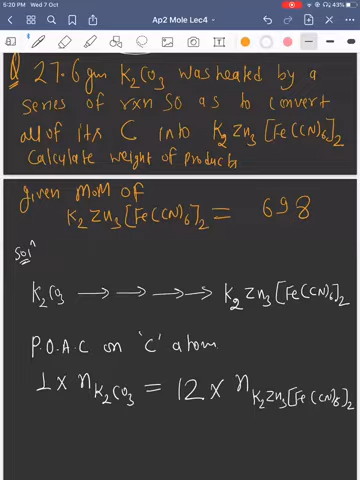 5:20 PM Wed 7 Oct
Ap2 Mole Lec4
Q 27.6 gm K2CO3 was heated by a
series of rxn so as to convert
all of its C into K2Zn3[Fe(CN)6]2
Calculate weight of products
given MoM of
K2Zn3[Fe(CN)6]2 = 698
Solⁿ
K2CO3 →→→→ K2Zn3[Fe(CN)6]2
P.O.A.C on 'C' atom
1 × nK2CO3 = 12 × nK2Zn3[Fe(CN)6]2